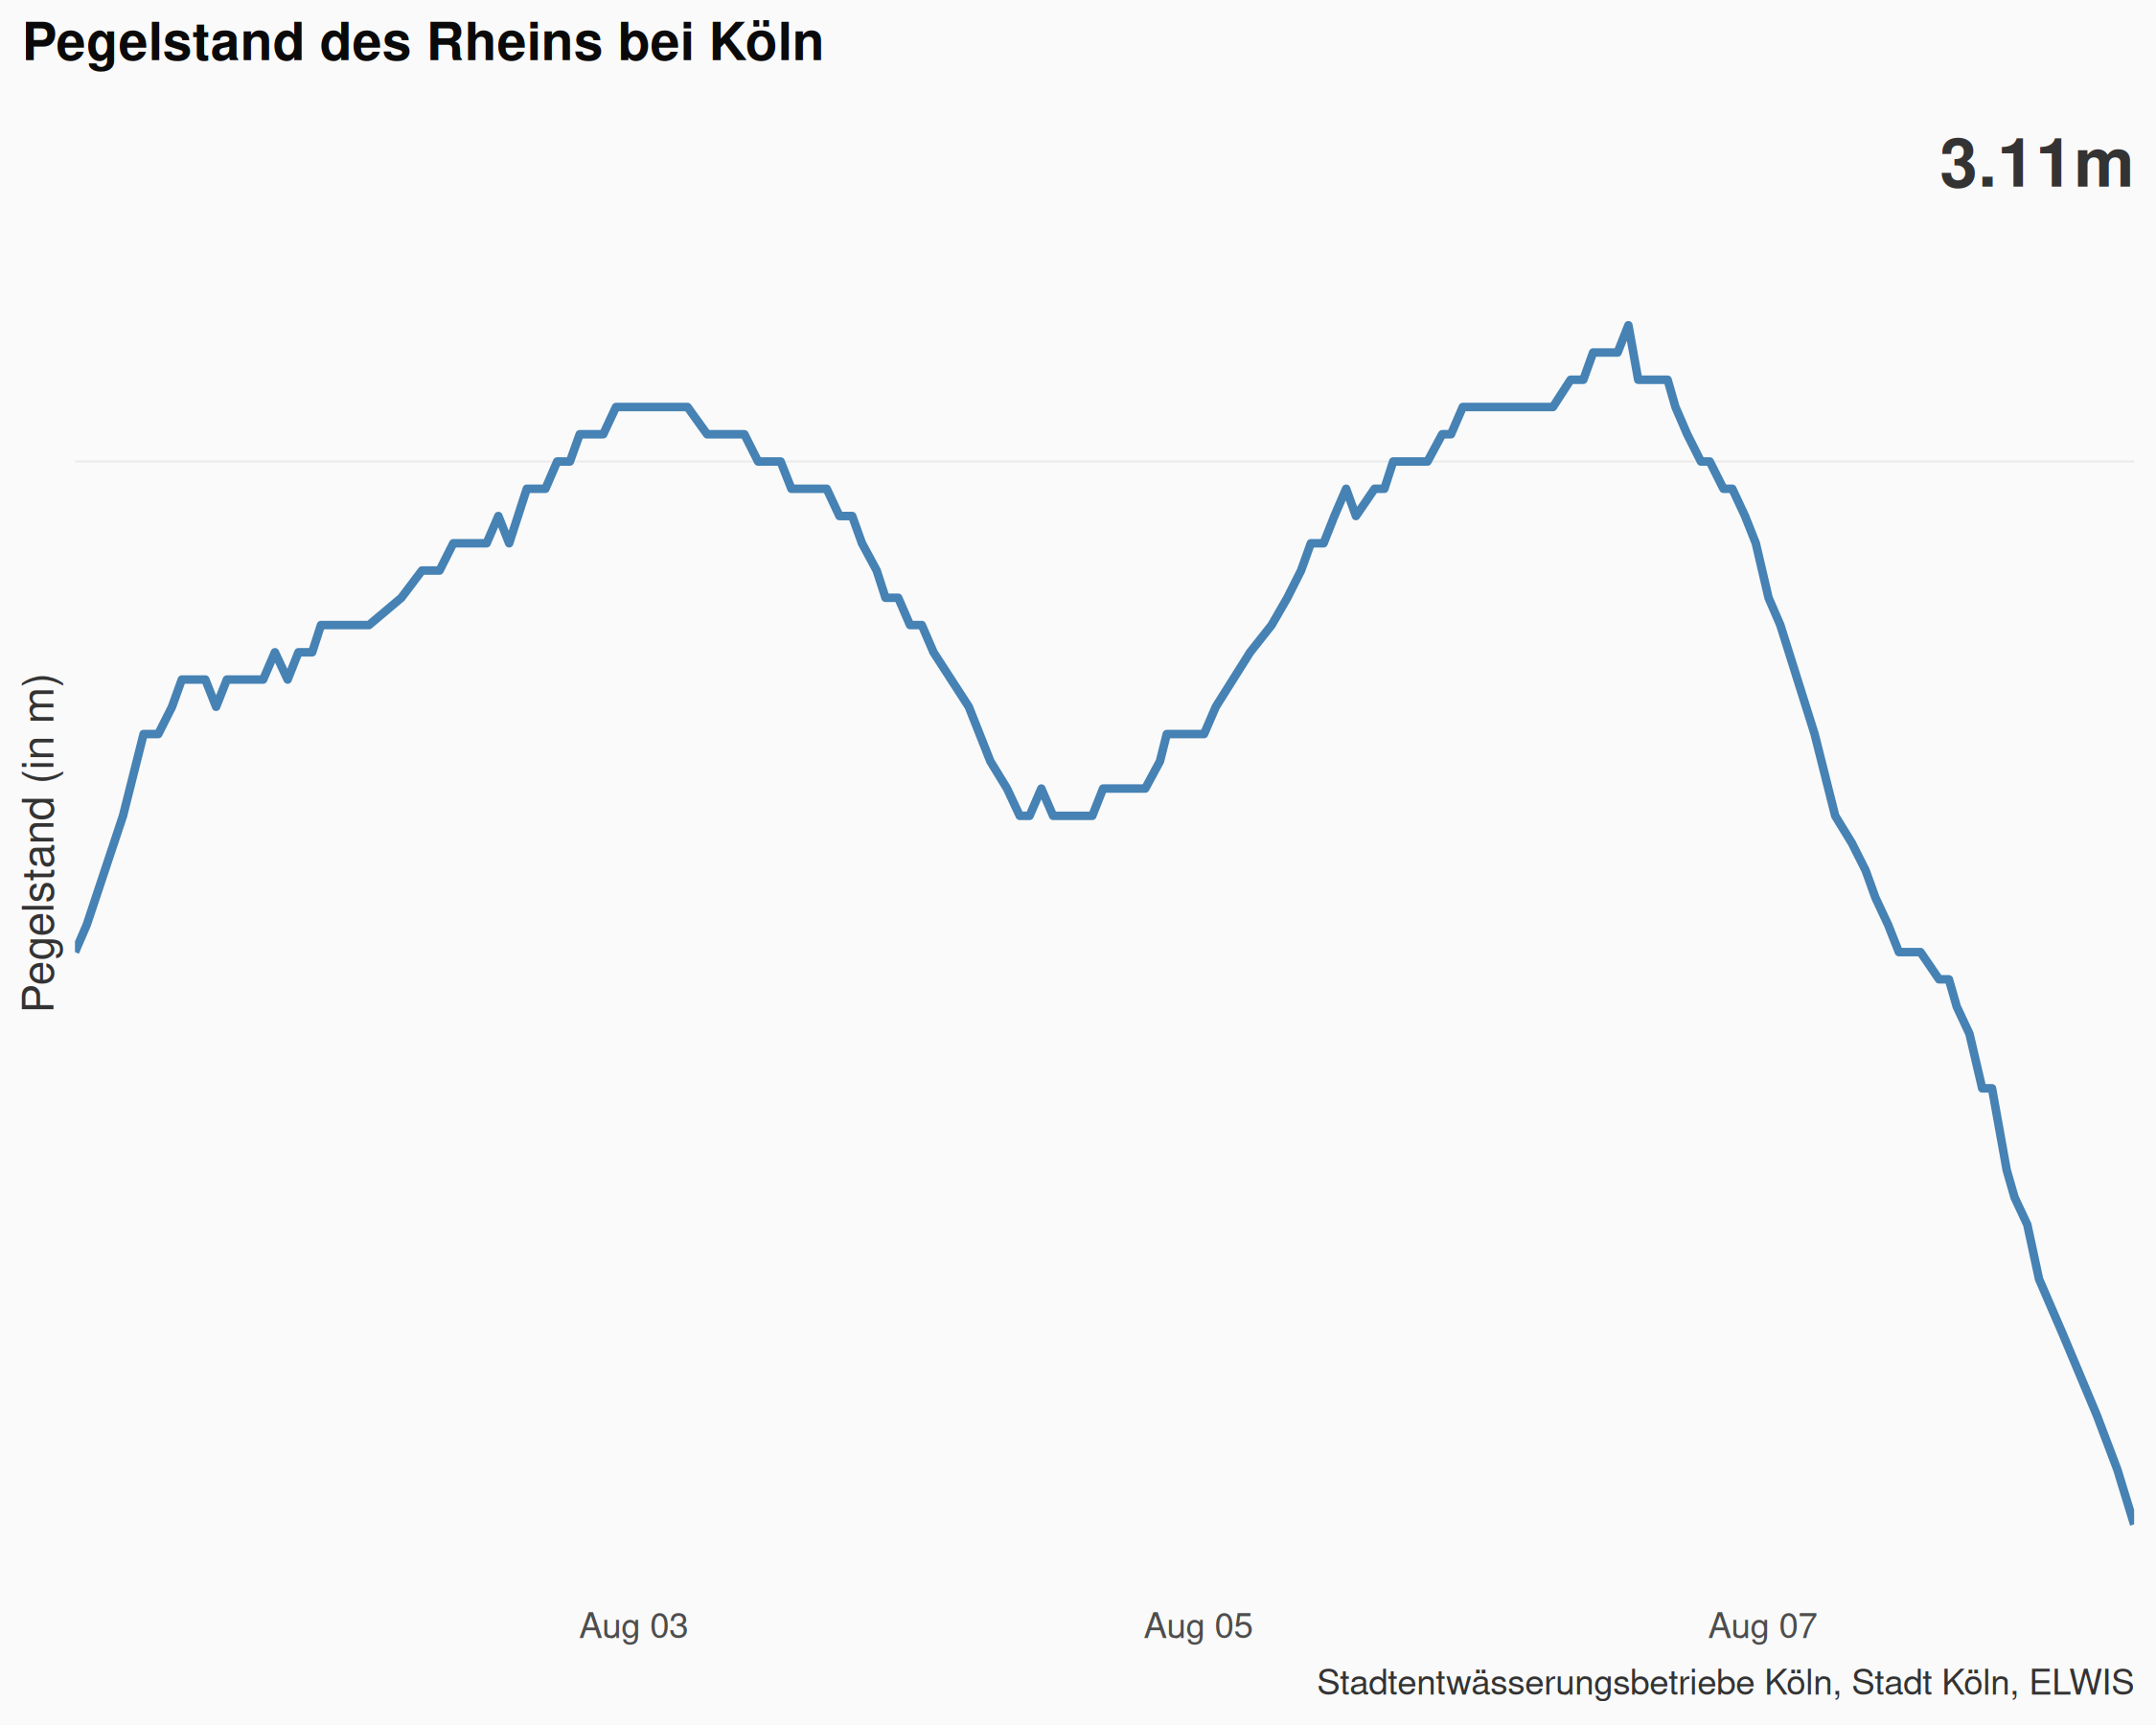 Pegelstand des Rheins bei Köln
3.11m
Pegelstand (in m)
Aug 03
Aug 05
Aug 07
Stadtentwässerungsbetriebe Köln, Stadt Köln, ELWIS